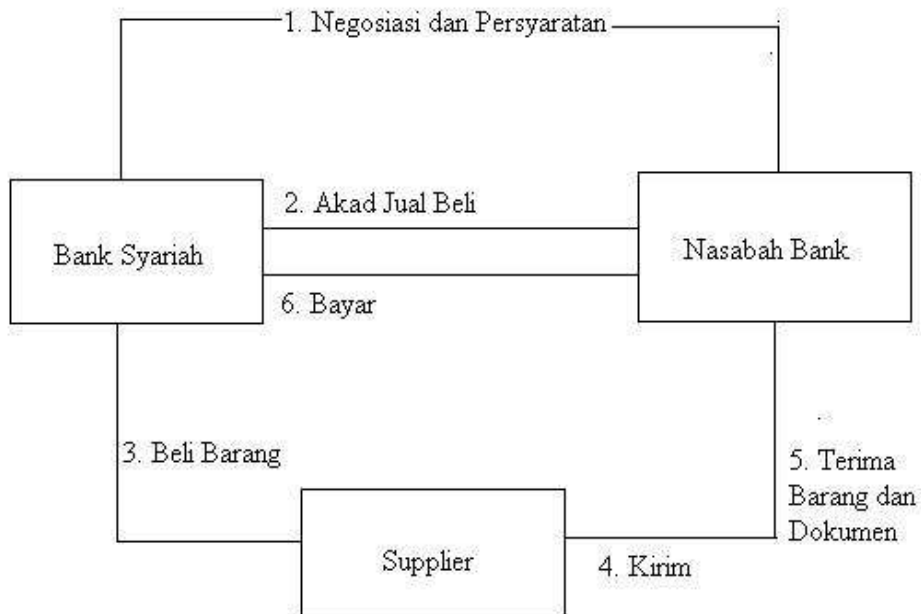 1. Negosiasi dan Persyaratan
2. Akad Jual Beli
Bank Syariah
Nasabah Bank
6. Bayar
3. Beli Barang
5. Terima
Barang dan
Dokumen
Supplier
4. Kirim